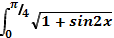 ∫₀^{π/4} √(1 + sin2x)